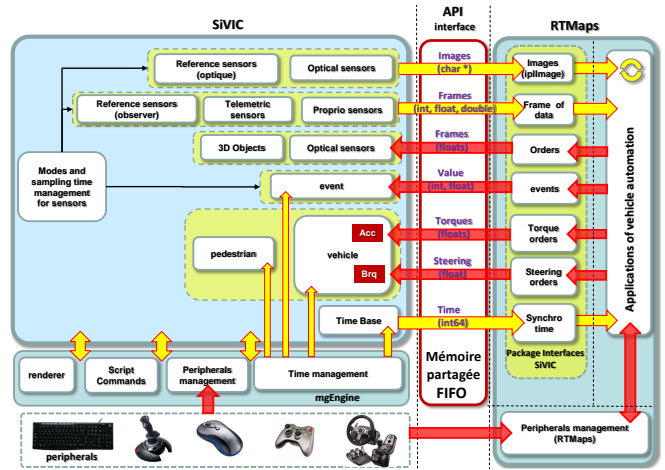 SiVIC
API
interface
RTMaps
Reference sensors
(optique)
Optical sensors
Images
(char *)
Images
(iplImage)
Reference sensors
(observer)
Telemetric
sensors
Proprio sensors
Frames
(int, float, double)
Frame of
data
3D Objects
Optical sensors
Frames
(floats)
Orders
Modes and
sampling time
management
for sensors
event
Value
(int, float)
events
pedestrian
vehicle
Acc
Brq
Torques
(floats)
Torque
orders
Steering
(float)
Steering
orders
Time Base
Time
(int64)
Synchro
time
Package Interfaces
SiVIC
Applications of vehicle automation
renderer
Script
Commands
Peripherals
management
Time management
mgEngine
Mémoire
partagée
FIFO
peripherals
Peripherals management
(RTMaps)